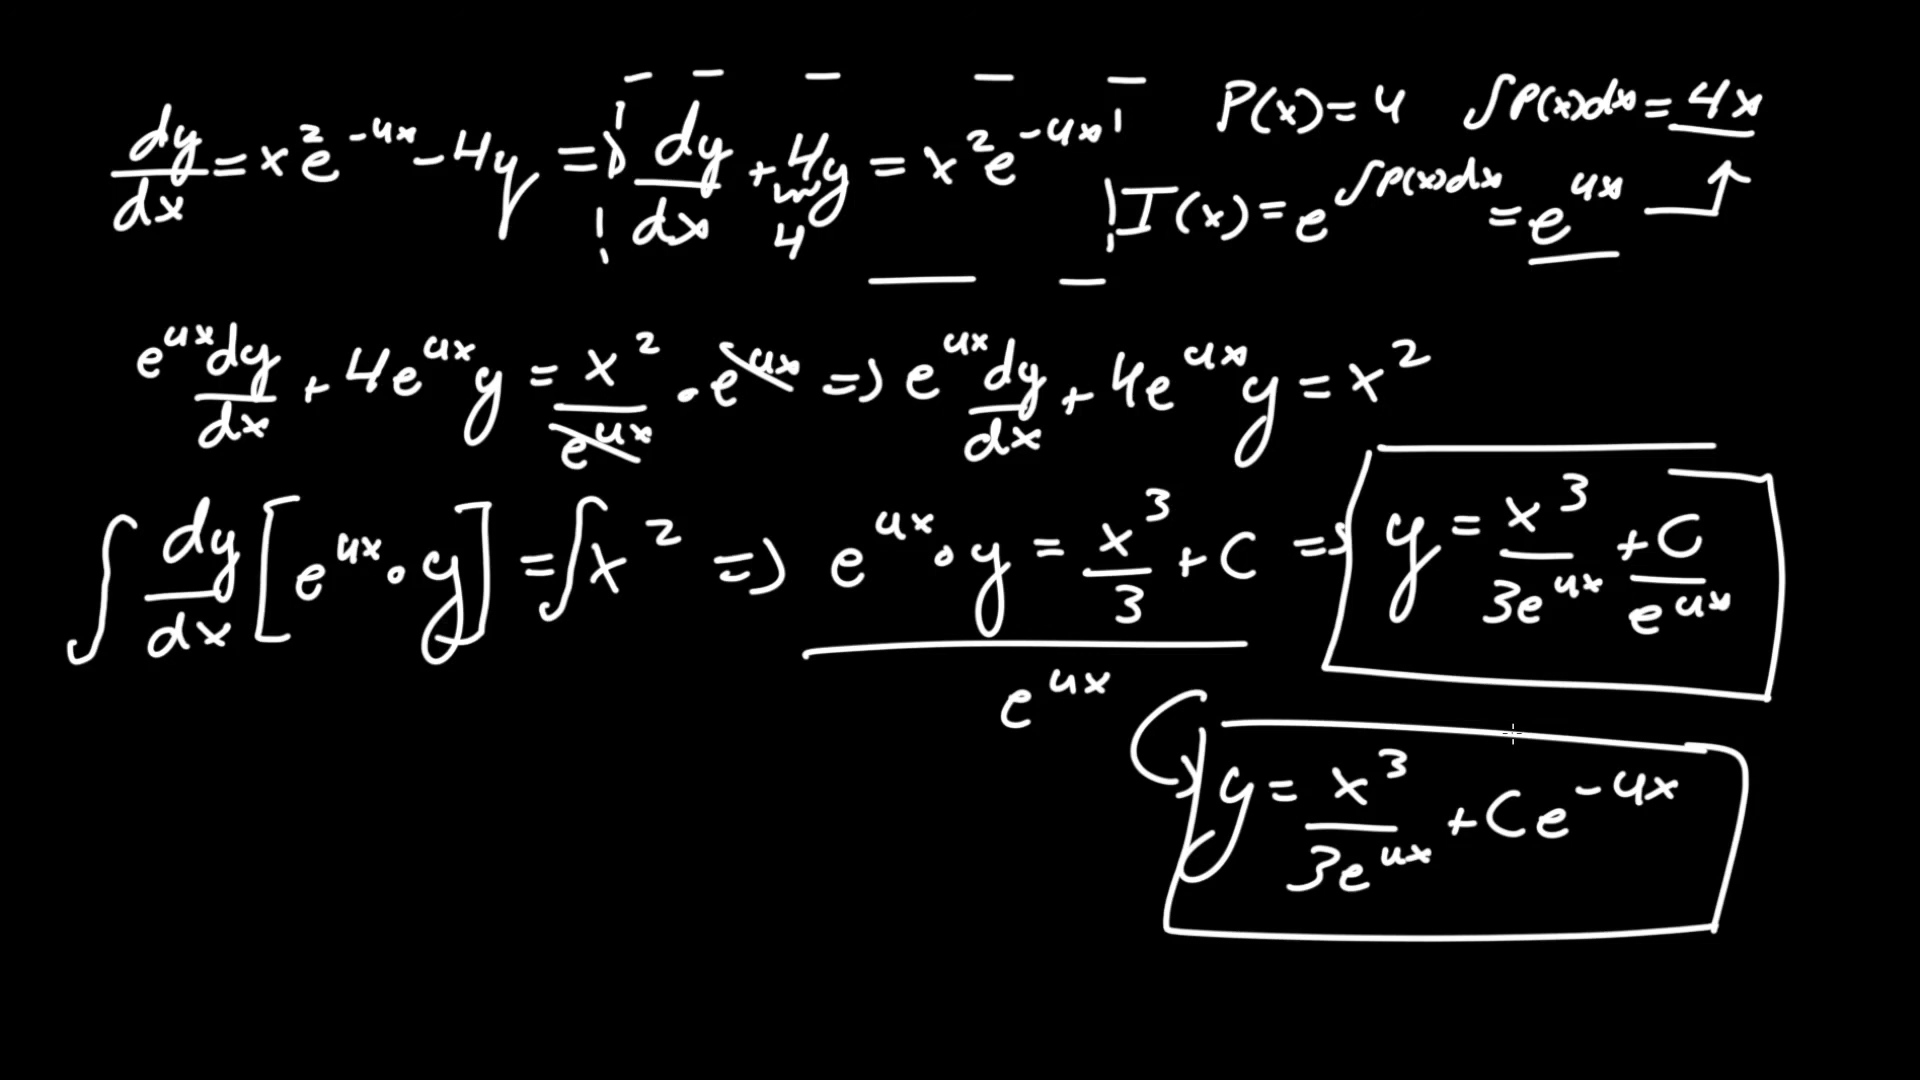 dy/dx = x²e^(-4x) - 4y => dy/dx + 4y = x²e^(-4x)
4
P(x) = 4 ∫P(x)dx = 4x
I(x) = e^(∫P(x)dx) = e^(4x)
e^(4x) dy/dx + 4e^(4x) y = x²/e^(4x) · e^(4x) => e^(4x) dy/dx + 4e^(4x) y = x²
∫ dy/dx [e^(4x) · y] = ∫x² => e^(4x) · y = x³/3 + C => y = x³/(3e^(4x)) + C/e^(4x)
e^(4x)
y = x³/(3e^(4x)) + Ce^(-4x)